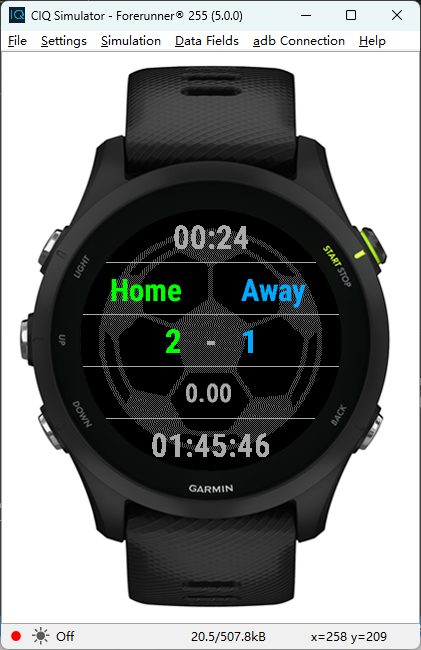 CIQ Simulator - Forerunner® 255 (5.0.0)
File Settings Simulation Data Fields adb Connection Help
00:24
LIGHT
START STOP
Home Away
UP
2 - 1
0.00
DOWN
BACK
01:45:46
GARMIN
Off 20.5/507.8kB x=258 y=209